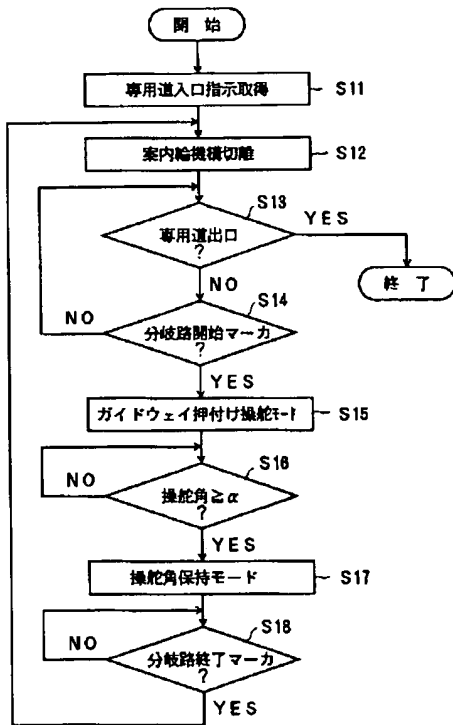 開始
専用道入口指示取得
S11
案内輪機構切離
S12
S13
専用道出口
?
YES
終了
NO
S14
NO
分岐路開始マーカ
?
YES
ガイドウェイ押付け操舵モード
S15
S16
NO
操舵角≧α
?
YES
操舵角保持モード
S17
S18
NO
分岐路終了マーカ
?
YES